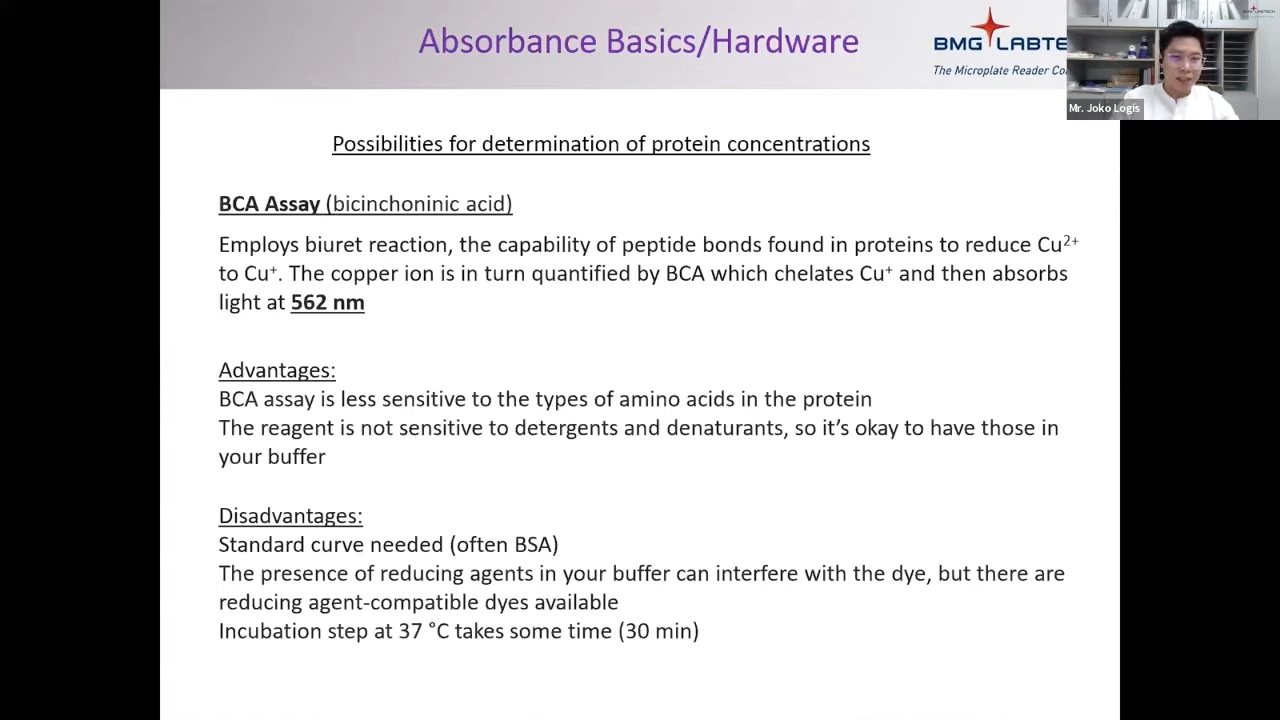 Absorbance Basics/Hardware
BMG LABTE
The Microplate Reader Co
BMG LABTECH
Mr. Joko Logis
Possibilities for determination of protein concentrations
BCA Assay (bicinchoninic acid)
Employs biuret reaction, the capability of peptide bonds found in proteins to reduce Cu²⁺
to Cu⁺. The copper ion is in turn quantified by BCA which chelates Cu⁺ and then absorbs
light at 562 nm
Advantages:
BCA assay is less sensitive to the types of amino acids in the protein
The reagent is not sensitive to detergents and denaturants, so it’s okay to have those in
your buffer
Disadvantages:
Standard curve needed (often BSA)
The presence of reducing agents in your buffer can interfere with the dye, but there are
reducing agent-compatible dyes available
Incubation step at 37 °C takes some time (30 min)